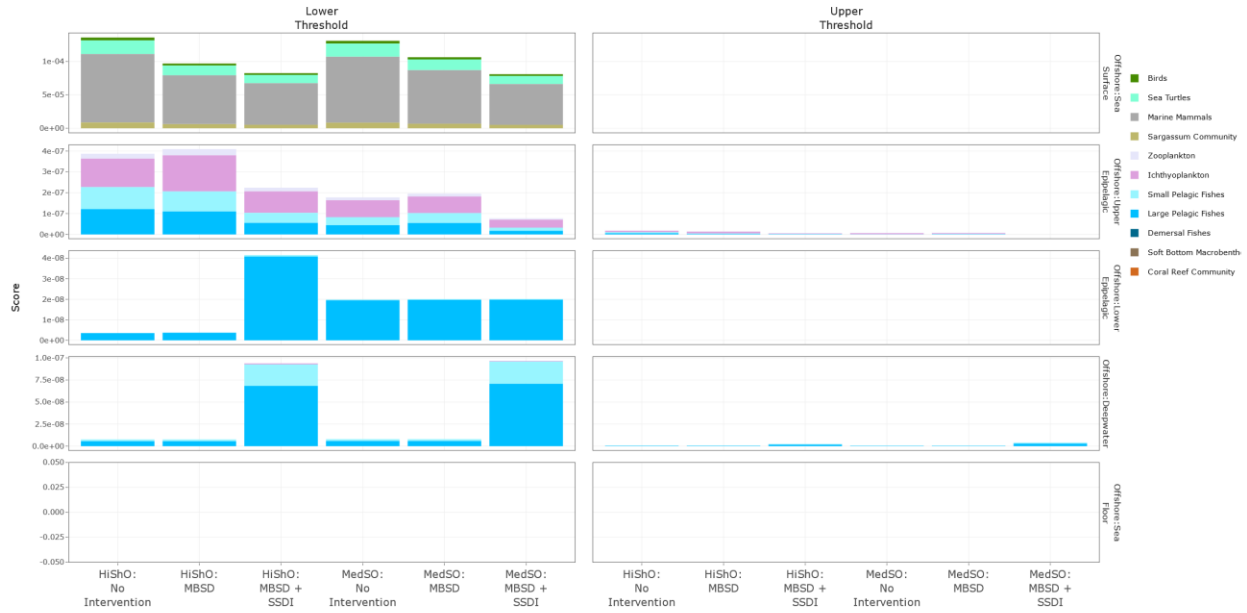 Lower
Threshold
Upper
Threshold
1e-04
5e-05
0e+00
Offshore:Sea
Surface
4e-07
3e-07
2e-07
1e-07
0e+00
Offshore:Upper
Epipelagic
4e-08
3e-08
2e-08
1e-08
0e+00
Offshore:Lower
Epipelagic
1.0e-07
7.5e-08
5.0e-08
2.5e-08
0.0e+00
Offshore:Deepwater
0.050
0.025
0.000
-0.025
-0.050
Offshore:Sea
Floor
Score
HiShO:
No
Intervention
HiShO:
MBSD
HiShO:
MBSD +
SSDI
MedSO:
No
Intervention
MedSO:
MBSD
MedSO:
MBSD +
SSDI
HiShO:
No
Intervention
HiShO:
MBSD
HiShO:
MBSD +
SSDI
MedSO:
No
Intervention
MedSO:
MBSD
MedSO:
MBSD +
SSDI
Birds
Sea Turtles
Marine Mammals
Sargassum Community
Zooplankton
Ichthyoplankton
Small Pelagic Fishes
Large Pelagic Fishes
Demersal Fishes
Soft Bottom Macrobenth
Coral Reef Community